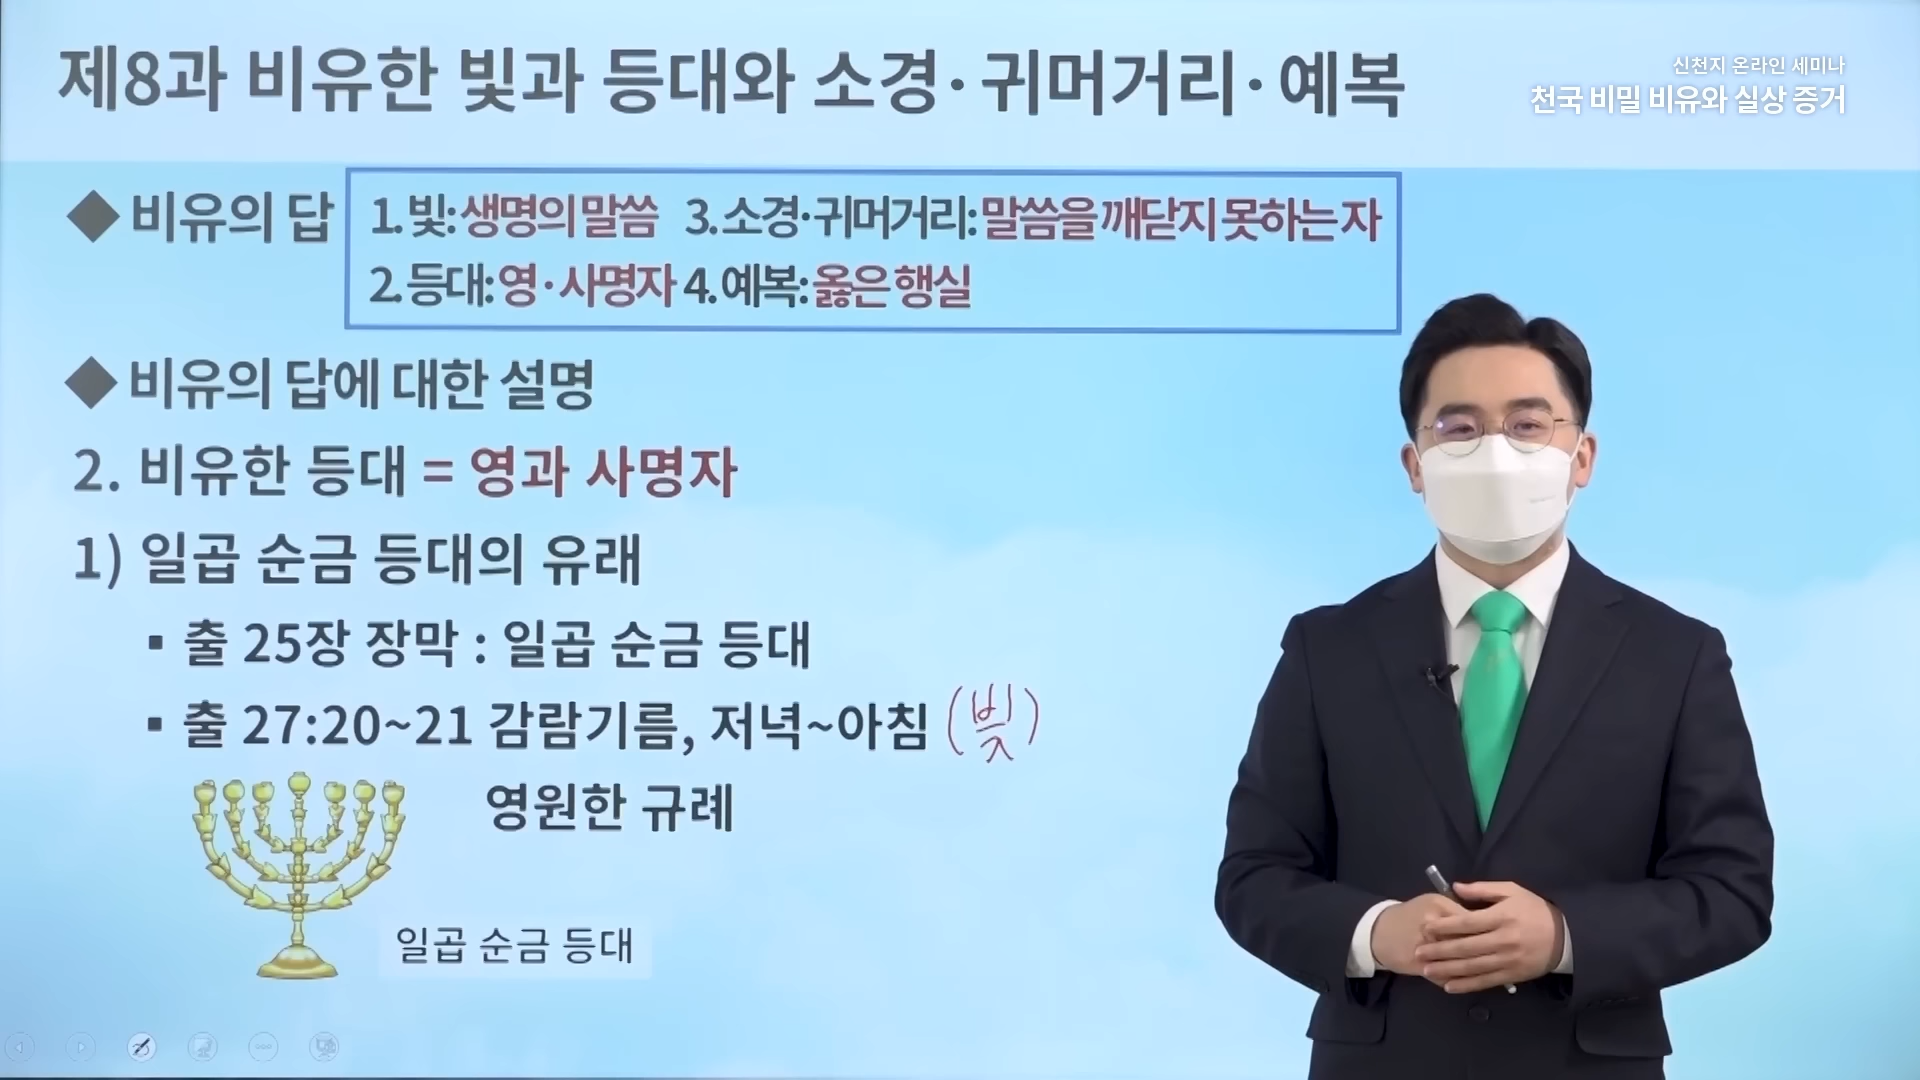 제8과 비유한 빛과 등대와 소경·귀머거리·예복
신천지 온라인 세미나
천국 비밀 비유와 실상 증거
◆ 비유의 답
1. 빛: 생명의 말씀 3. 소경·귀머거리: 말씀을 깨닫지 못하는 자
2. 등대: 영·사명자 4. 예복: 옳은 행실
◆ 비유의 답에 대한 설명
2. 비유한 등대 = 영과 사명자
1) 일곱 순금 등대의 유래
▪ 출 25장 장막 : 일곱 순금 등대
▪ 출 27:20~21 감람기름, 저녁~아침 (빛)
영원한 규례
일곱 순금 등대